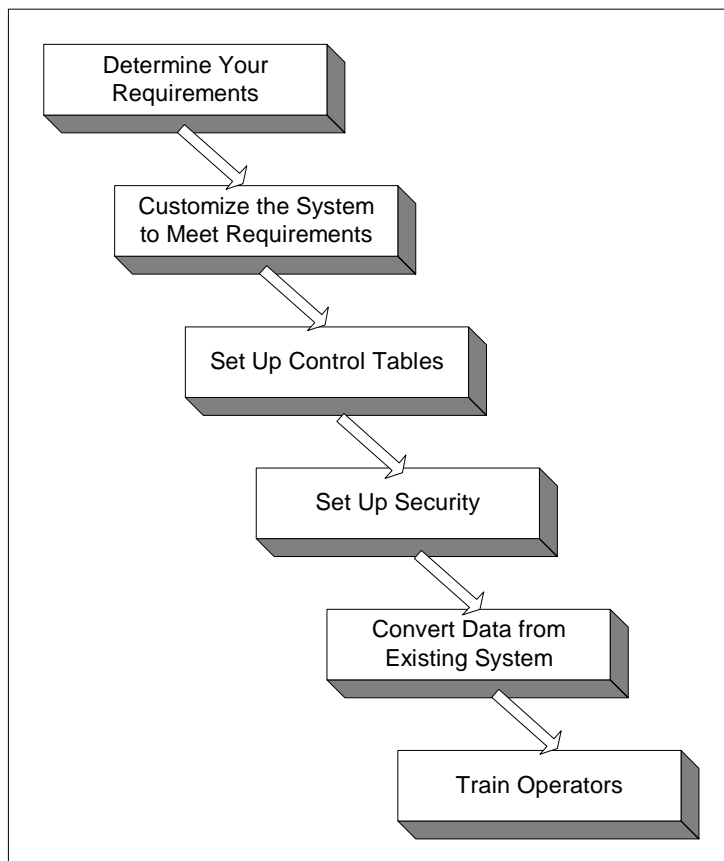 Determine Your
Requirements
Customize the System
to Meet Requirements
Set Up Control Tables
Set Up Security
Convert Data from
Existing System
Train Operators